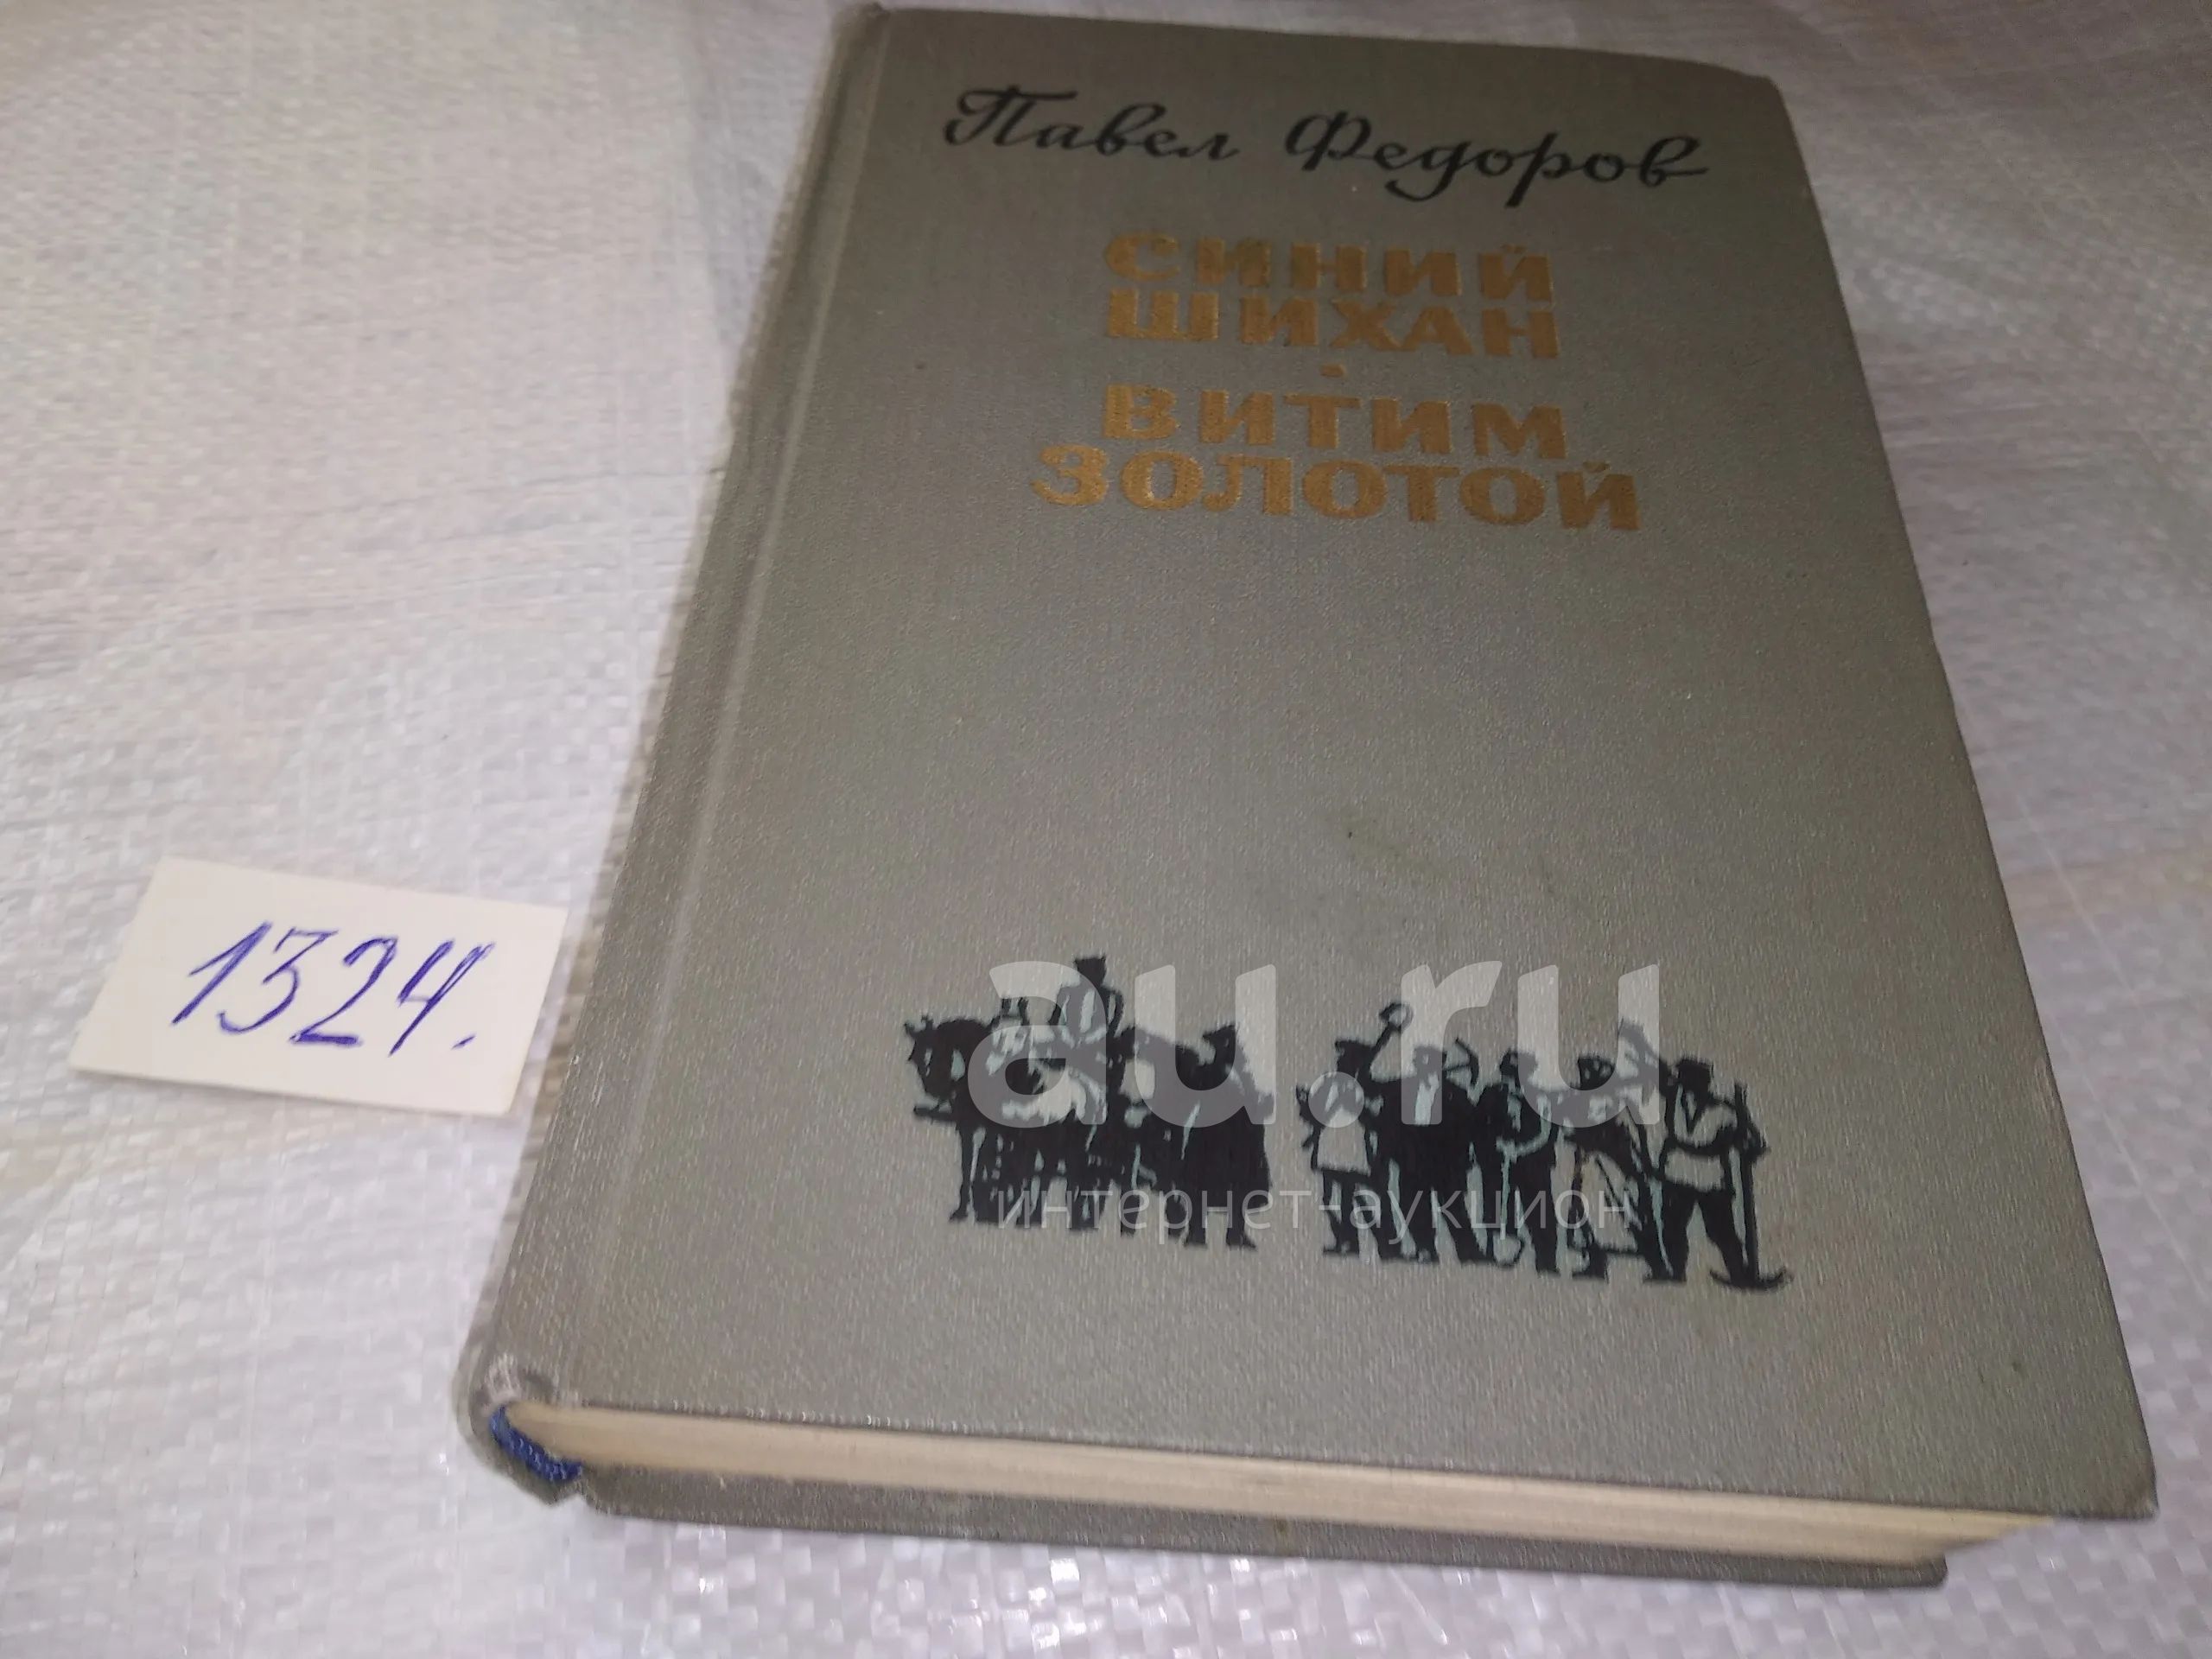 Павел Федоров
СИНИЙ
ШИХАН
·
ВИТИМ
ЗОЛОТОЙ
1324.
au.ru
интернет-аукцион